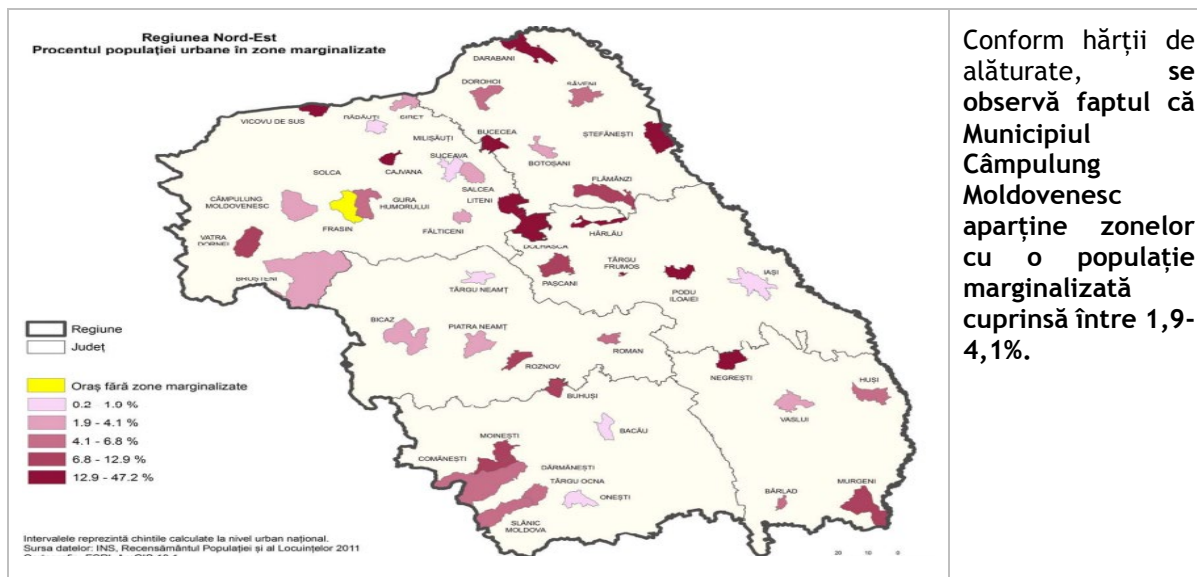 Regiunea Nord-Est
Procentul populației urbane în zone marginalizate
DARABANI
DOROHOI
SĂVENI
VICOVU DE SUS
RĂDĂUȚI
SIRET
MILIȘĂUȚI
BUCECEA
ȘTEFĂNEȘTI
SUCEAVA
BOTOȘANI
SOLCA
CAJVANA
SALCEA
FLĂMÂNZI
CÂMPULUNG
MOLDOVENESC
GURA
HUMORULUI
LITENI
FRASIN
FĂLTICENI
DOLHASCA
HÂRLĂU
VATRA
DORNEI
TÂRGU
FRUMOS
PAȘCANI
IAȘI
PODU
ILOAIEI
BROȘTENI
TÂRGU NEAMȚ
BICAZ
PIATRA NEAMȚ
ROMAN
ROZNOV
NEGREȘTI
HUȘI
BUHUȘI
VASLUI
BACĂU
MOINEȘTI
COMĂNEȘTI
DĂRMĂNEȘTI
TÂRGU OCNA
ONEȘTI
SLĂNIC
MOLDOVA
BÂRLAD
MURGENI
Regiune
Județ
Oraș fără zone marginalizate
0.2 - 1.9 %
1.9 - 4.1 %
4.1 - 6.8 %
6.8 - 12.9 %
12.9 - 47.2 %
Intervalele reprezintă chintile calculate la nivel urban național.
Sursa datelor: INS, Recensământul Populației și al Locuințelor 2011
20 10 0
Conform hărții de
alăturate, se
observă faptul că
Municipiul
Câmpulung
Moldovenesc
aparține zonelor
cu o populație
marginalizată
cuprinsă între 1,9-
4,1%.